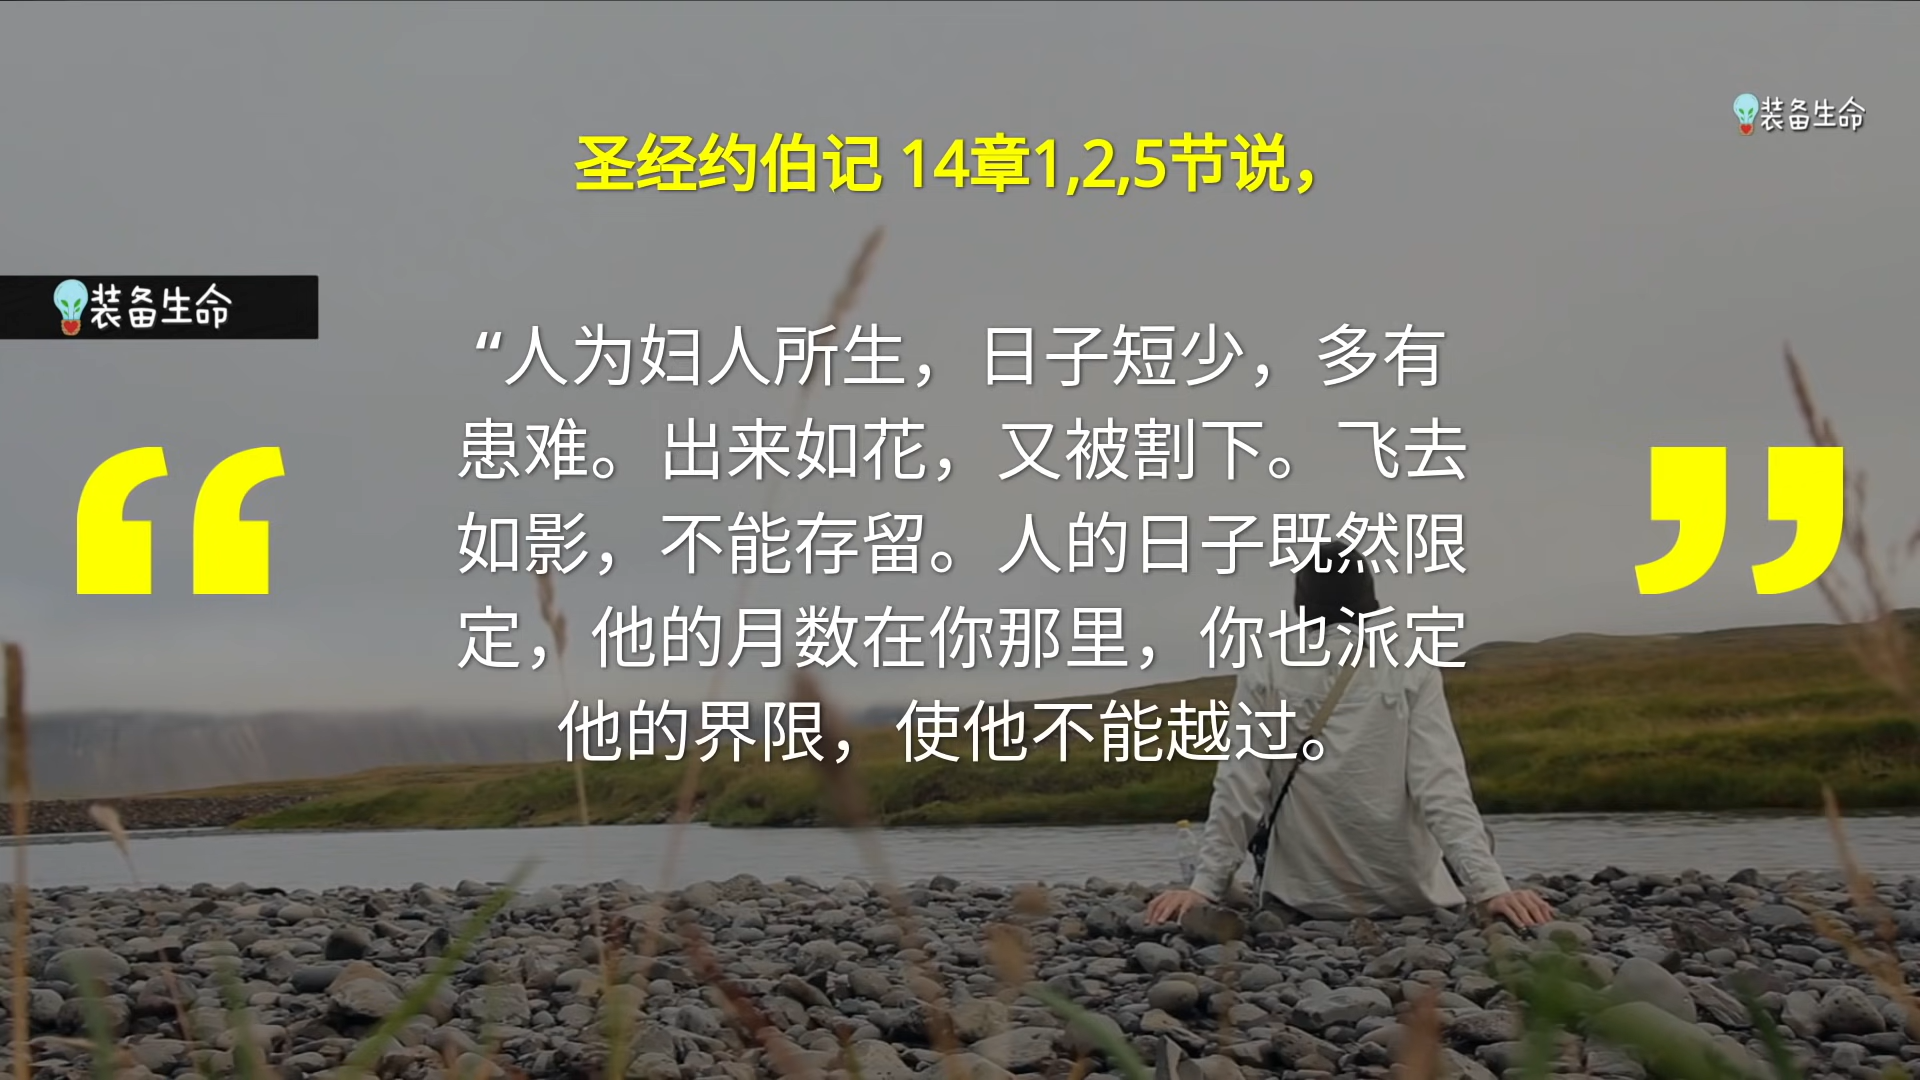 装备生命
圣经约伯记 14章1,2,5节说，
装备生命
“人为妇人所生，日子短少，多有
患难。出来如花，又被割下。飞去
如影，不能存留。人的日子既然限
定，他的月数在你那里，你也派定
他的界限，使他不能越过。
“ ”